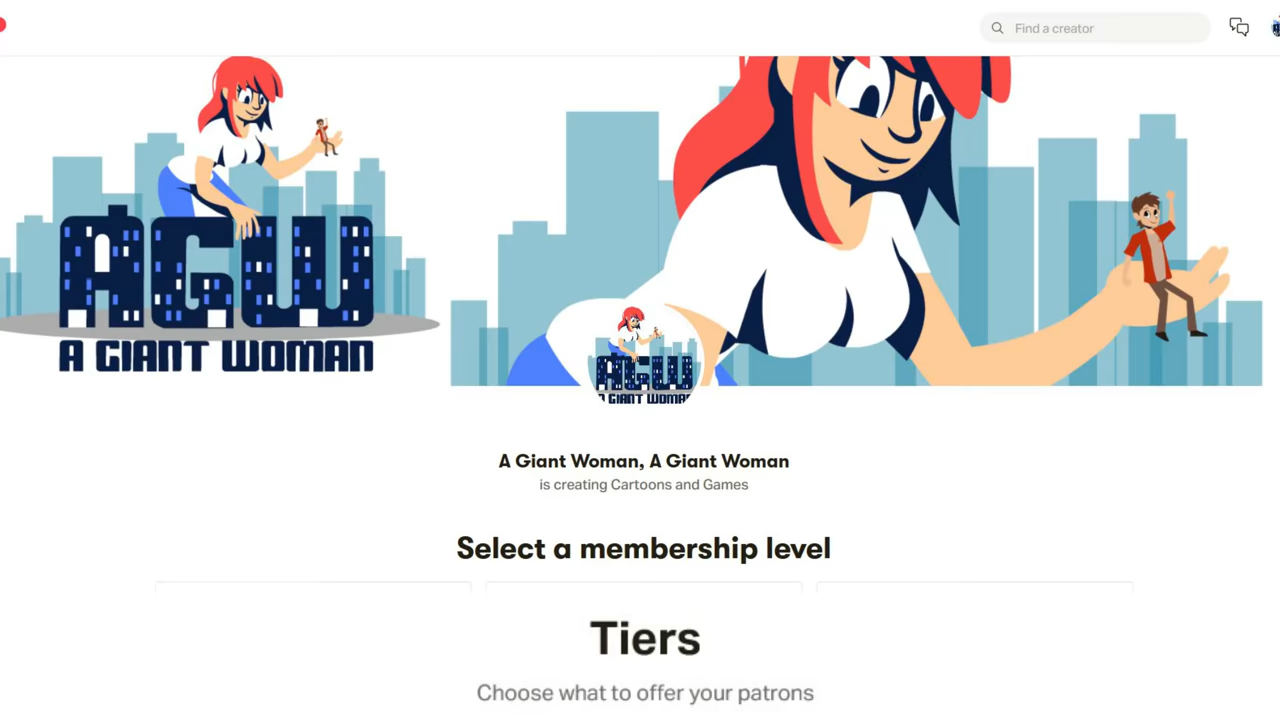 Find a creator
AGW
A GIANT WOMAN
AGW
A GIANT WOMAN
A Giant Woman, A Giant Woman
is creating Cartoons and Games
Select a membership level
Tiers
Choose what to offer your patrons